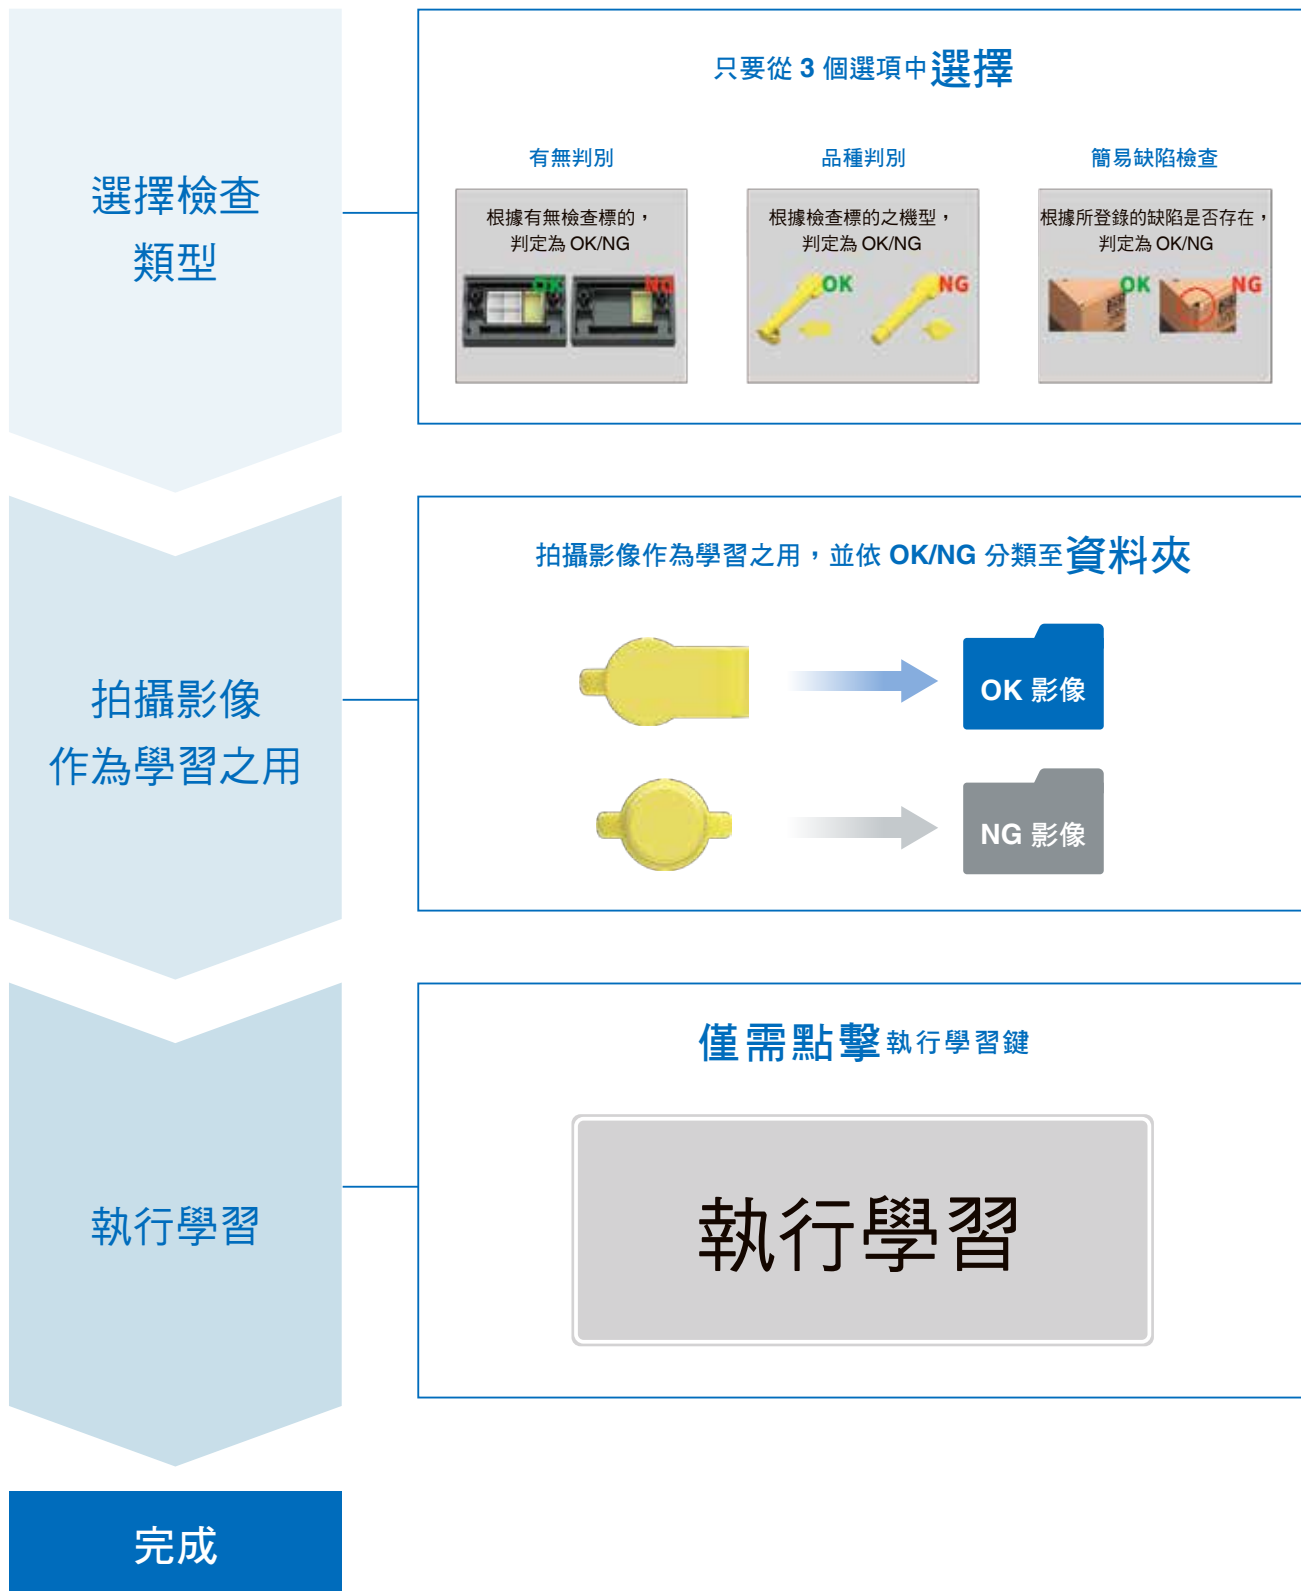 選擇檢查
類型
只要從 3 個選項中選擇
有無判別
根據有無檢查標的，
判定為 OK/NG
OK
NG
品種判別
根據檢查標的之機型，
判定為 OK/NG
OK
NG
簡易缺陷檢查
根據所登錄的缺陷是否存在，
判定為 OK/NG
OK
NG
拍攝影像
作為學習之用
拍攝影像作為學習之用，並依 OK/NG 分類至資料夾
OK 影像
NG 影像
執行學習
僅需點擊執行學習鍵
執行學習
完成